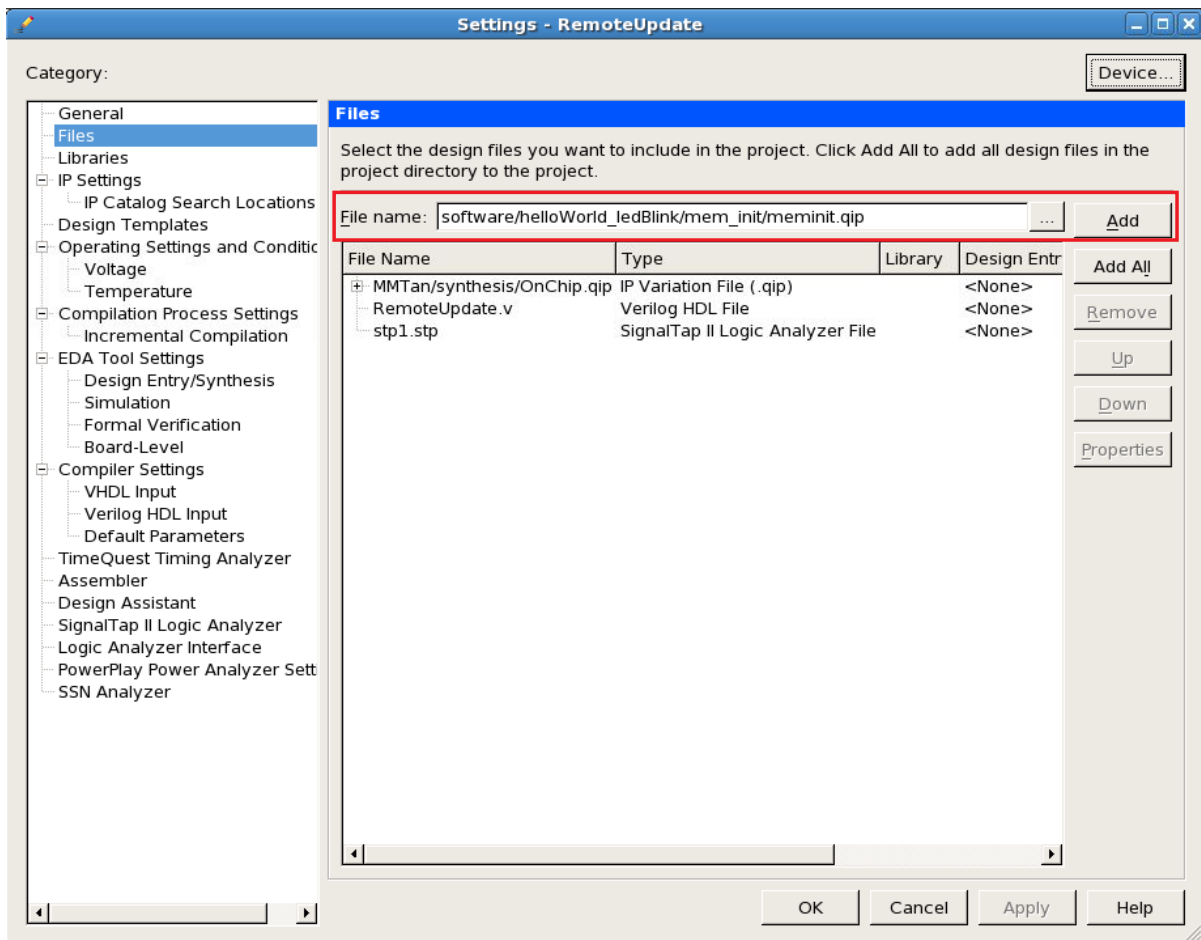 Settings - RemoteUpdate
Category:
Device...
General
Files
Libraries
IP Settings
IP Catalog Search Locations
Design Templates
Operating Settings and Conditic
Voltage
Temperature
Compilation Process Settings
Incremental Compilation
EDA Tool Settings
Design Entry/Synthesis
Simulation
Formal Verification
Board-Level
Compiler Settings
VHDL Input
Verilog HDL Input
Default Parameters
TimeQuest Timing Analyzer
Assembler
Design Assistant
SignalTap II Logic Analyzer
Logic Analyzer Interface
PowerPlay Power Analyzer Setti
SSN Analyzer
Files
Select the design files you want to include in the project. Click Add All to add all design files in the
project directory to the project.
File name: software/helloWorld_ledBlink/mem_init/meminit.qip ... Add
File Name Type Library Design Entr
MMTan/synthesis/OnChip.qip IP Variation File (.qip) <None>
RemoteUpdate.v Verilog HDL File <None>
stp1.stp SignalTap II Logic Analyzer File <None>
Add All
Remove
Up
Down
Properties
OK Cancel Apply Help